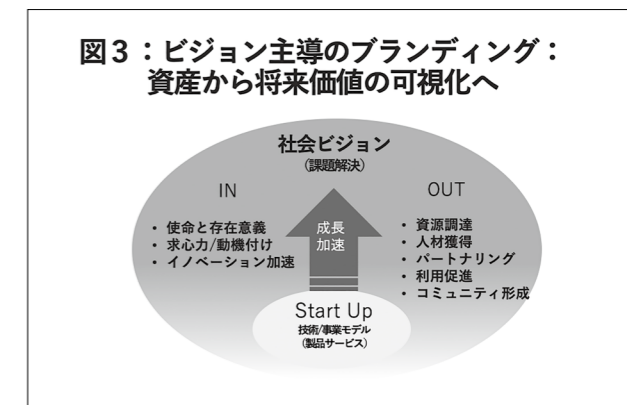 図3：ビジョン主導のブランディング：
資産から将来価値の可視化へ
社会ビジョン
（課題解決）
IN
・ 使命と存在意義
・ 求心力/動機付け
・ イノベーション加速
成長
加速
OUT
・ 資源調達
・ 人材獲得
・ パートナリング
・ 利用促進
・ コミュニティ形成
Start Up
技術/事業モデル
（製品サービス）